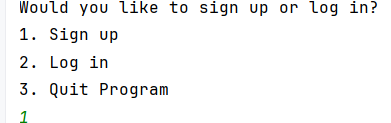 Would you like to sign up or log in?
1. Sign up
2. Log in
3. Quit Program
1